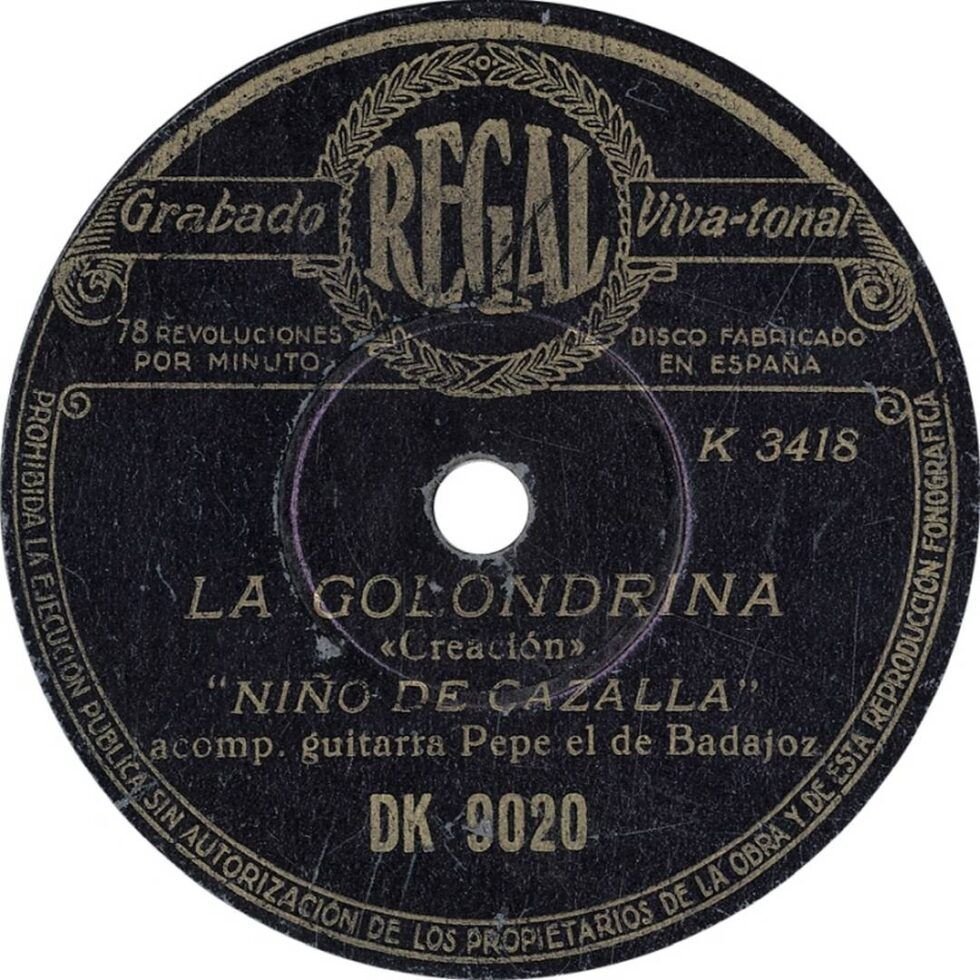 REGAL
Grabado Viva-tonal
78 REVOLUCIONES
POR MINUTO
DISCO FABRICADO
EN ESPAÑA
K 3418
LA GOLONDRINA
«Creación»
"NIÑO DE CAZALLA"
acomp. guitarra Pepe el de Badajoz
DK 9020
PROHIBIDA LA EJECUCION PUBLICA SIN AUTORIZACIÓN DE LOS PROPIETARIOS DE LA OBRA Y DE ESTA REPRODUCCION FONOGRAFICA